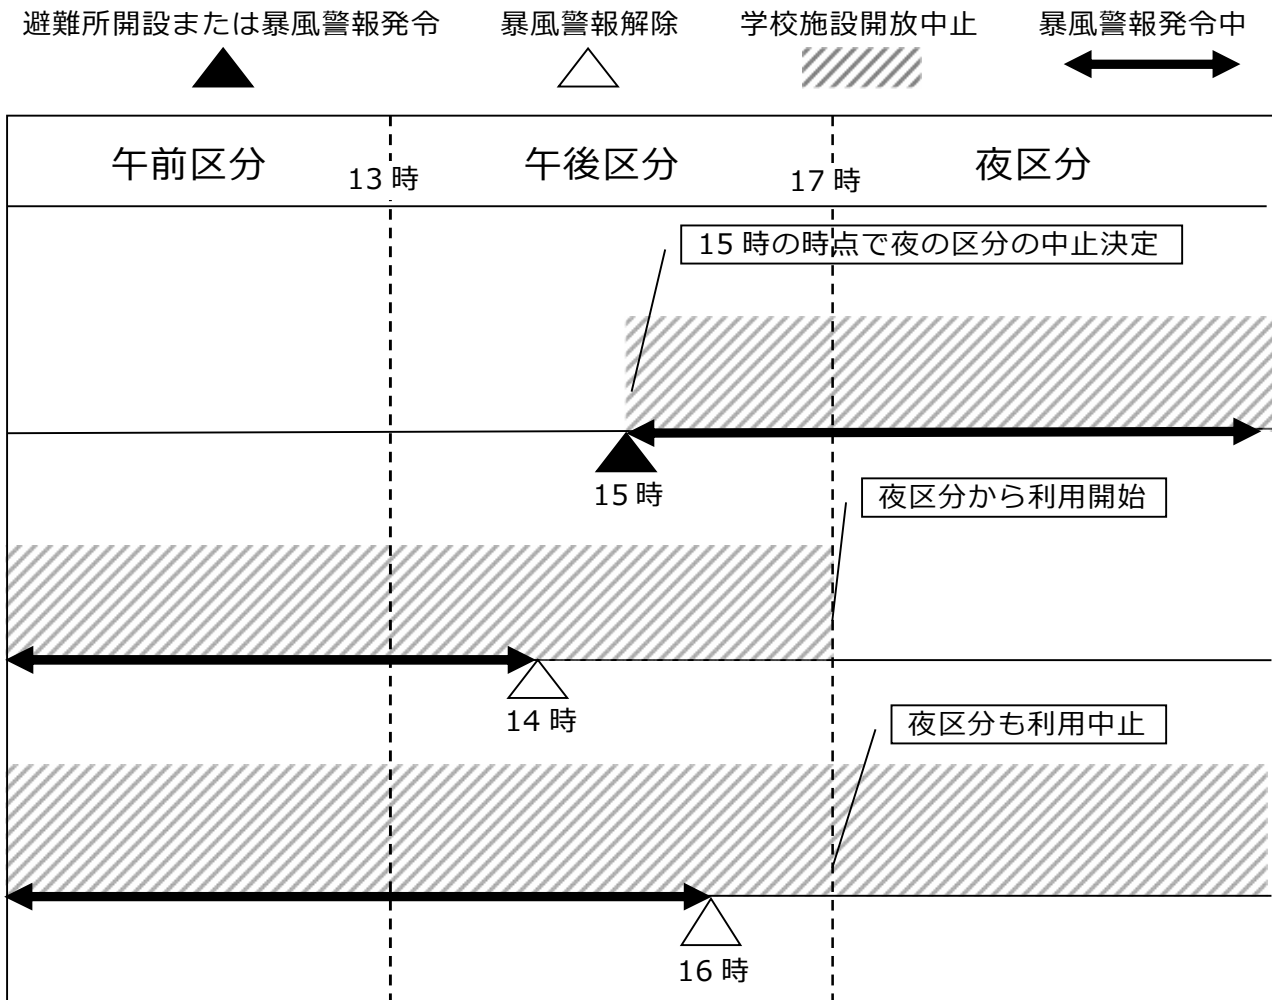 避難所開設または暴風警報発令
暴風警報解除
学校施設開放中止
暴風警報発令中
午前区分
13 時
午後区分
17 時
夜区分
15 時の時点で夜の区分の中止決定
15 時
夜区分から利用開始
14 時
夜区分も利用中止
16 時